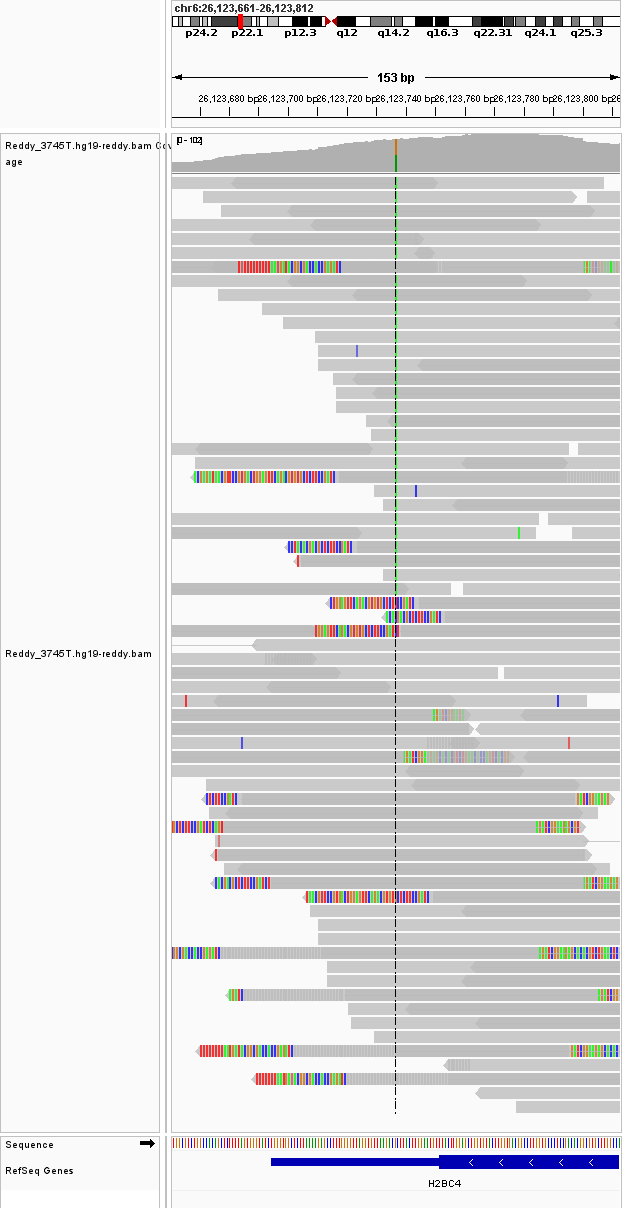 chr6:26,123,661-26,123,812
p24.2 p22.1 p12.3 q12 q14.2 q16.3 q22.31 q24.1 q25.3
153 bp
26,123,680 bp 26,123,700 bp 26,123,720 bp 26,123,740 bp 26,123,760 bp 26,123,780 bp 26,123,800 bp 26
Reddy_3745T.hg19-reddy.bam Cov
age
[0 - 102]
Reddy_3745T.hg19-reddy.bam
Sequence
RefSeq Genes
H2BC4